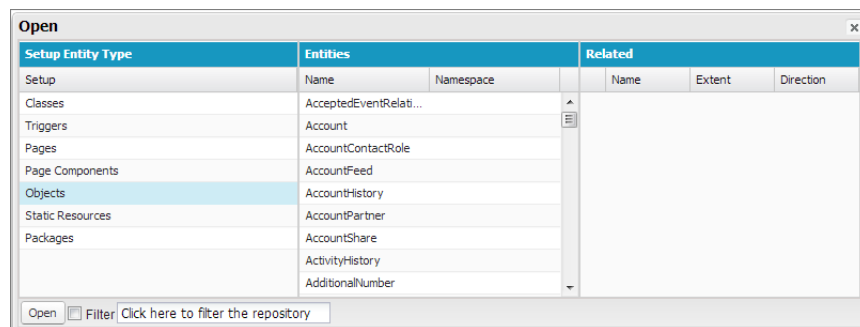 Open
Setup Entity Type Entities Related
Setup Name Namespace Name Extent Direction
Classes AcceptedEventRelati...
Triggers Account
Pages AccountContactRole
Page Components AccountFeed
Objects AccountHistory
Static Resources AccountPartner
Packages AccountShare
ActivityHistory
AdditionalNumber
Open Filter Click here to filter the repository